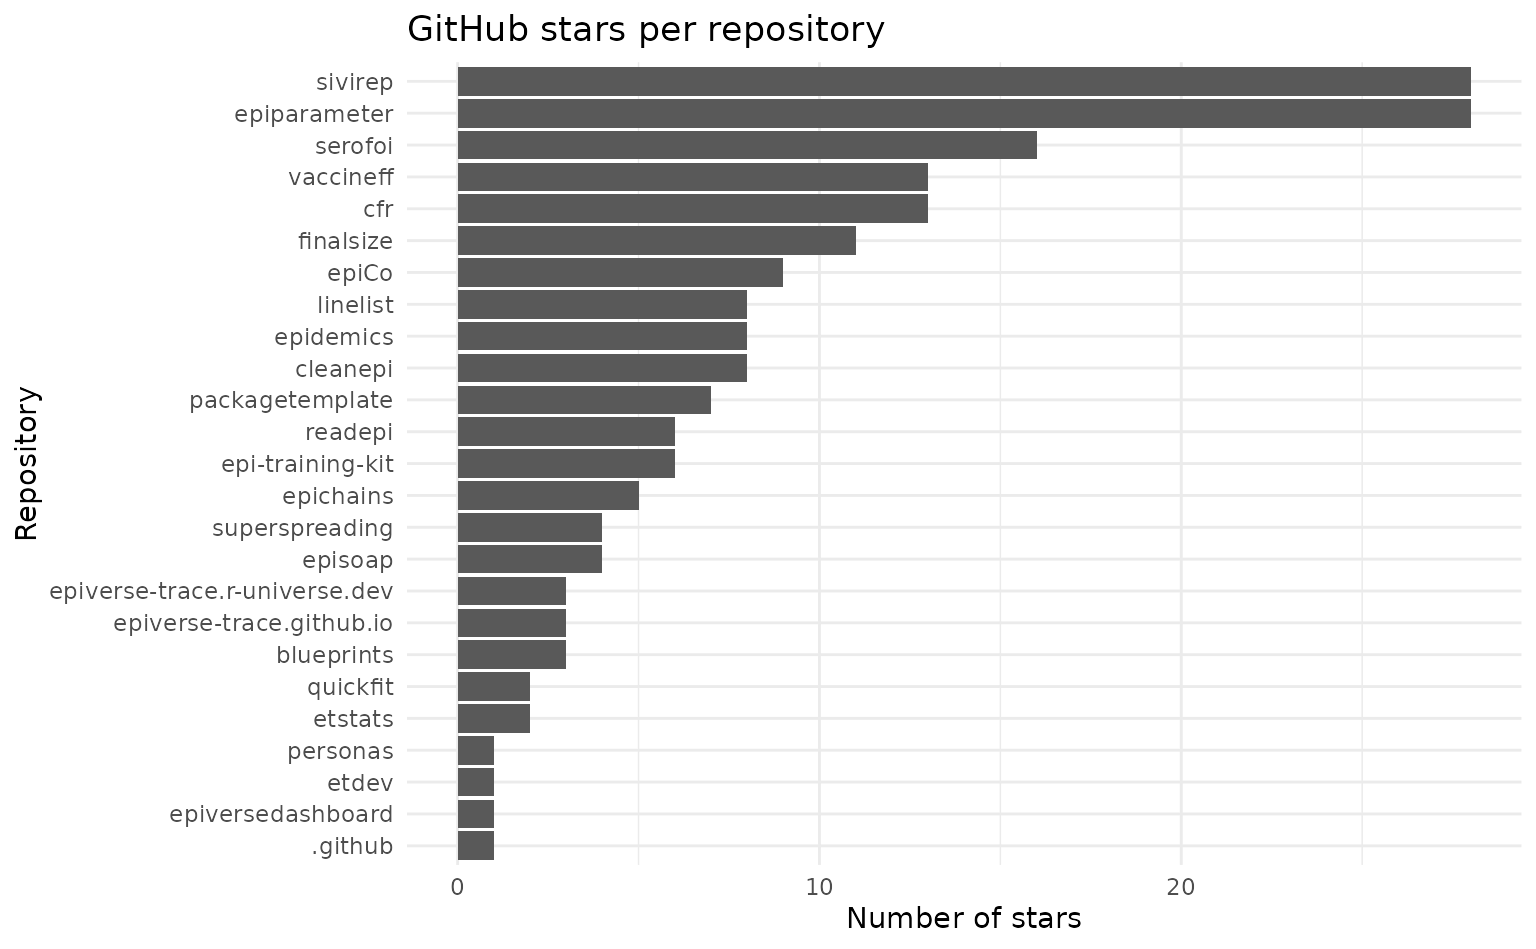 GitHub stars per repository
sivirep
epiparameter
serofoi
vaccineff
cfr
finalsize
epiCo
linelist
epidemics
cleanepi
packagetemplate
readepi
epi-training-kit
epichains
superspreading
episoap
epiverse-trace.r-universe.dev
epiverse-trace.github.io
blueprints
quickfit
etstats
personas
etdev
epiversedashboard
.github
Repository
0 10 20
Number of stars